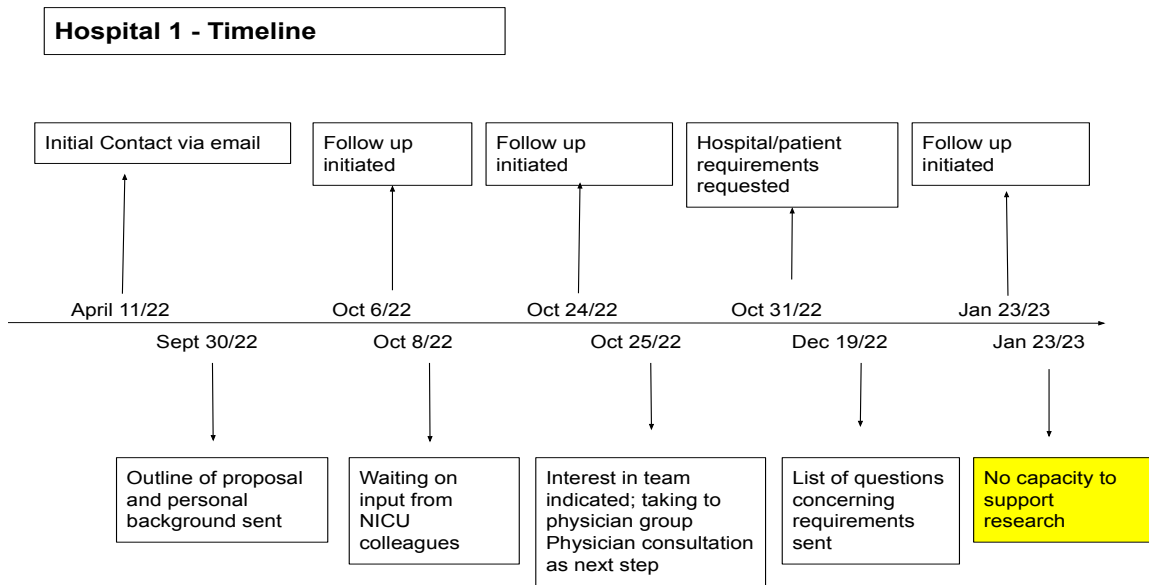 Hospital 1 - Timeline
Initial Contact via email
Follow up
initiated
Follow up
initiated
Hospital/patient
requirements
requested
Follow up
initiated
April 11/22
Oct 6/22
Oct 24/22
Oct 31/22
Jan 23/23
Sept 30/22
Oct 8/22
Oct 25/22
Dec 19/22
Jan 23/23
Outline of proposal
and personal
background sent
Waiting on
input from
NICU
colleagues
Interest in team
indicated; taking to
physician group
Physician consultation
as next step
List of questions
concerning
requirements
sent
No capacity to
support
research